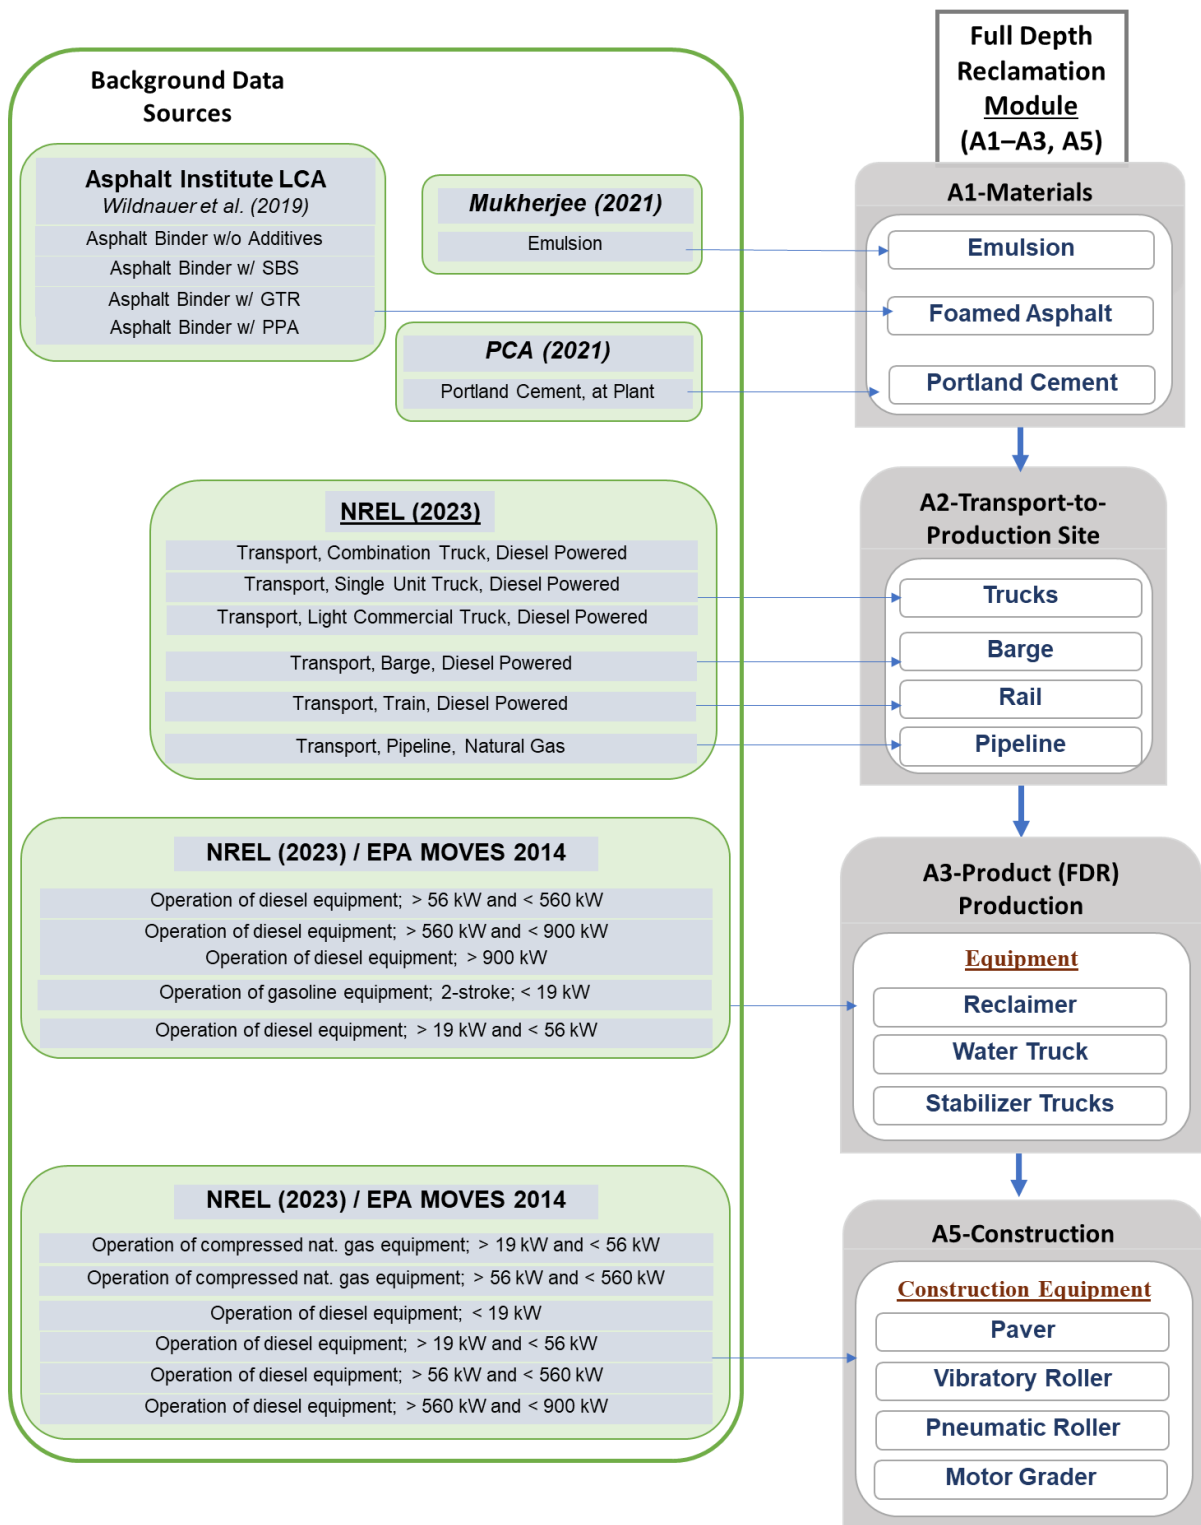 Full Depth
Reclamation
Module
(A1–A3, A5)
Background Data
Sources
Asphalt Institute LCA
Wildnauer et al. (2019)
Asphalt Binder w/o Additives
Asphalt Binder w/ SBS
Asphalt Binder w/ GTR
Asphalt Binder w/ PPA
Mukherjee (2021)
Emulsion
PCA (2021)
Portland Cement, at Plant
A1-Materials
Emulsion
Foamed Asphalt
Portland Cement
NREL (2023)
Transport, Combination Truck, Diesel Powered
Transport, Single Unit Truck, Diesel Powered
Transport, Light Commercial Truck, Diesel Powered
Transport, Barge, Diesel Powered
Transport, Train, Diesel Powered
Transport, Pipeline, Natural Gas
A2-Transport-to-
Production Site
Trucks
Barge
Rail
Pipeline
NREL (2023) / EPA MOVES 2014
Operation of diesel equipment; > 56 kW and < 560 kW
Operation of diesel equipment; > 560 kW and < 900 kW
Operation of diesel equipment; > 900 kW
Operation of gasoline equipment; 2-stroke; < 19 kW
Operation of diesel equipment; > 19 kW and < 56 kW
A3-Product (FDR)
Production
Equipment
Reclaimer
Water Truck
Stabilizer Trucks
NREL (2023) / EPA MOVES 2014
Operation of compressed nat. gas equipment; > 19 kW and < 56 kW
Operation of compressed nat. gas equipment; > 56 kW and < 560 kW
Operation of diesel equipment; < 19 kW
Operation of diesel equipment; > 19 kW and < 56 kW
Operation of diesel equipment; > 56 kW and < 560 kW
Operation of diesel equipment; > 560 kW and < 900 kW
A5-Construction
Construction Equipment
Paver
Vibratory Roller
Pneumatic Roller
Motor Grader